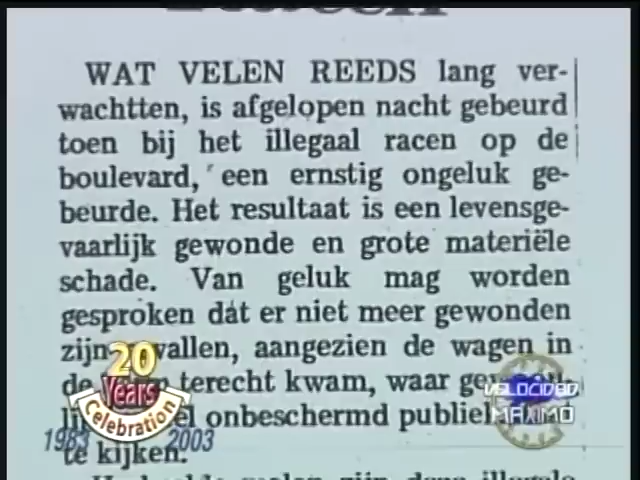 WAT VELEN REEDS lang ver-
wachtten, is afgelopen nacht gebeurd
toen bij het illegaal racen op de
boulevard, een ernstig ongeluk ge-
beurde. Het resultaat is een levensge-
vaarlijk gewonde en grote materiële
schade. Van geluk mag worden
gesproken dat er niet meer gewonden
zijn vallen, aangezien de wagen in
de terecht kwam, waar
onbeschermd
te kijken.
20
Years
Celebration
1983 2003
VELOCIDAD
MAXIMO